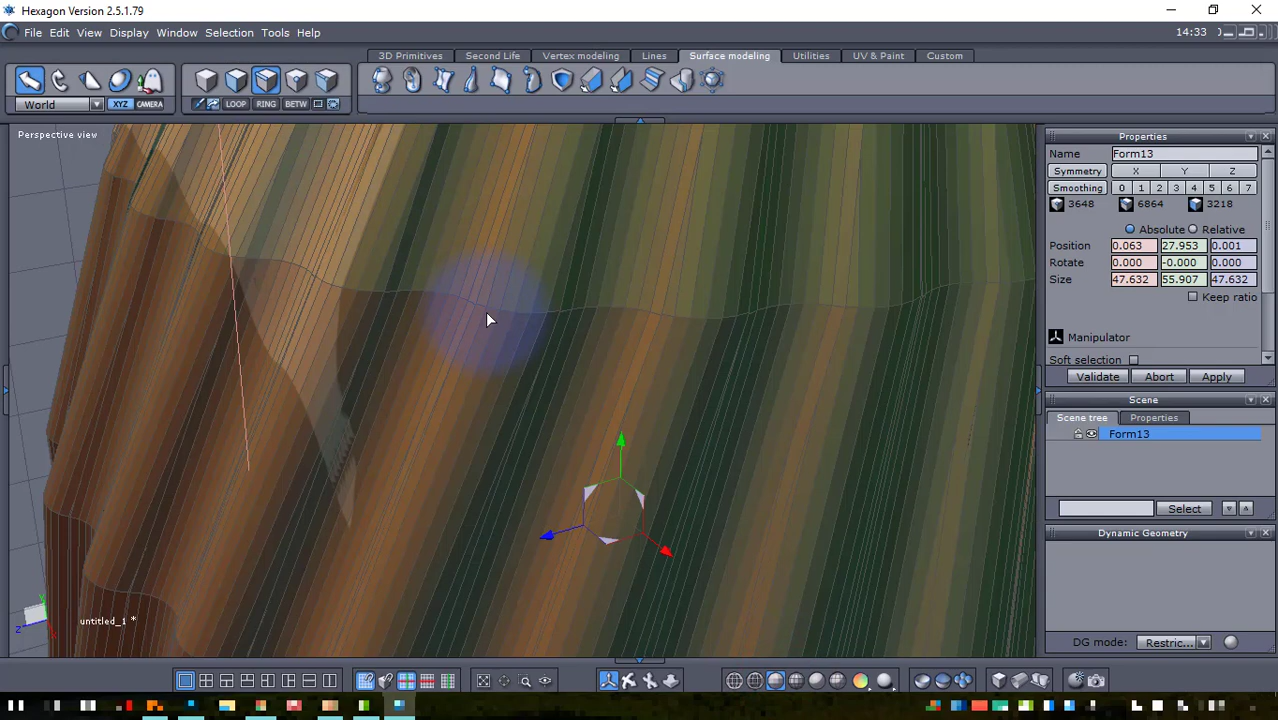 Hexagon Version 2.5.1.79
File Edit View Display Window Selection Tools Help
14:33
3D Primitives Second Life Vertex modeling Lines Surface modeling Utilities UV & Paint Custom
World XYZ CAMERA LOOP RING BETW
Perspective view
Properties
Name Form13
Symmetry X Y Z
Smoothing 0 1 2 3 4 5 6 7
3648 6864 3218
Absolute Relative
Position 0.063 27.953 0.001
Rotate 0.000 -0.000 0.000
Size 47.632 55.907 47.632
Keep ratio
Manipulator
Soft selection
Validate Abort Apply
Scene
Scene tree Properties
Form13
Select
Dynamic Geometry
DG mode: Restric...
Y
Z
untitled_1 *